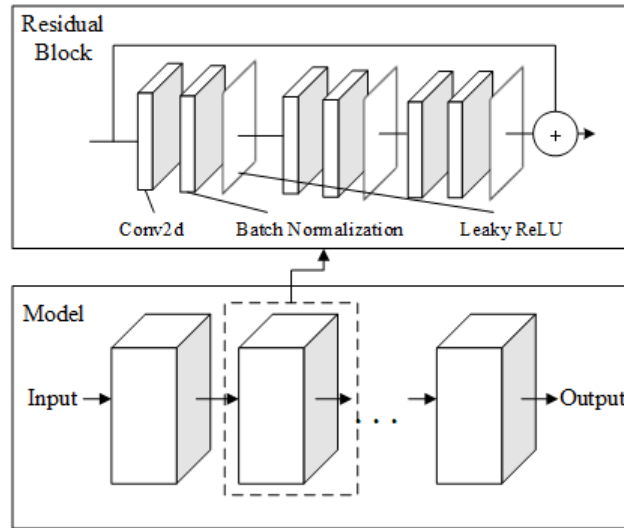 Residual
Block
+
Conv2d
Batch Normalization
Leaky ReLU
Model
Input
. . .
Output